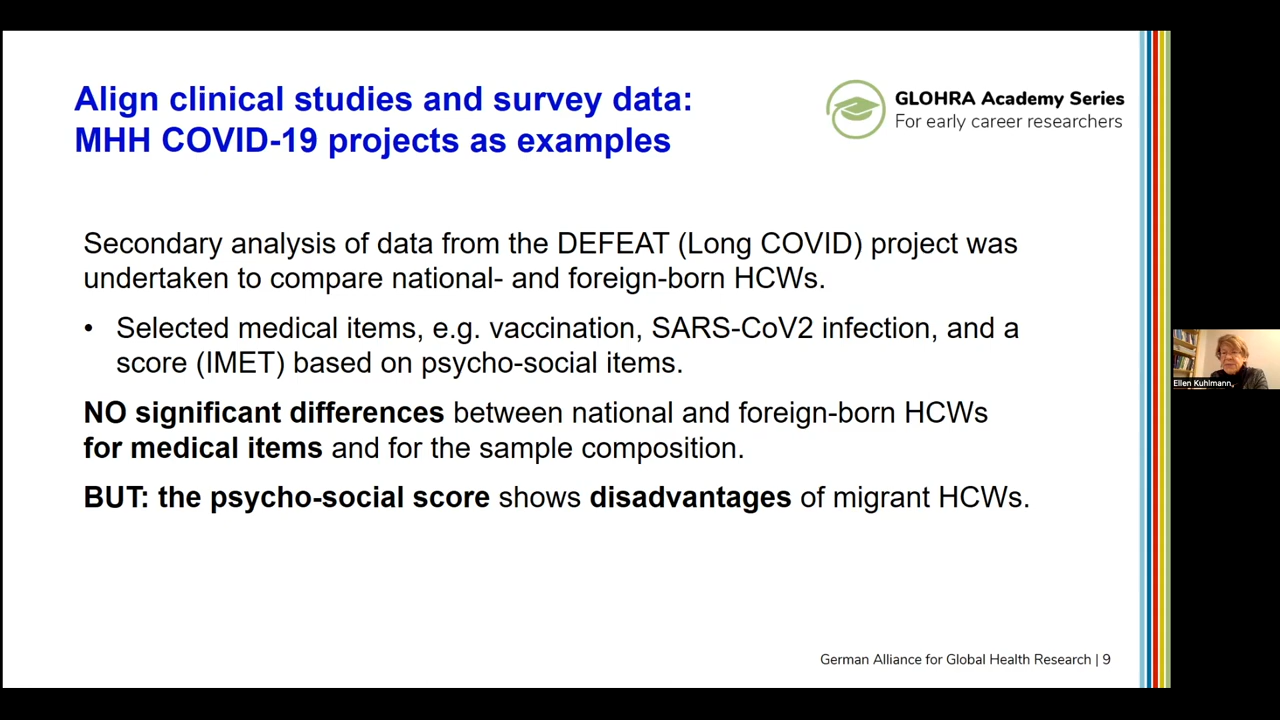 Align clinical studies and survey data:
MHH COVID-19 projects as examples
GLOHRA Academy Series
For early career researchers
Secondary analysis of data from the DEFEAT (Long COVID) project was
undertaken to compare national- and foreign-born HCWs.
• Selected medical items, e.g. vaccination, SARS-CoV2 infection, and a
score (IMET) based on psycho-social items.
NO significant differences between national and foreign-born HCWs
for medical items and for the sample composition.
BUT: the psycho-social score shows disadvantages of migrant HCWs.
Ellen Kuhlmann,
German Alliance for Global Health Research | 9